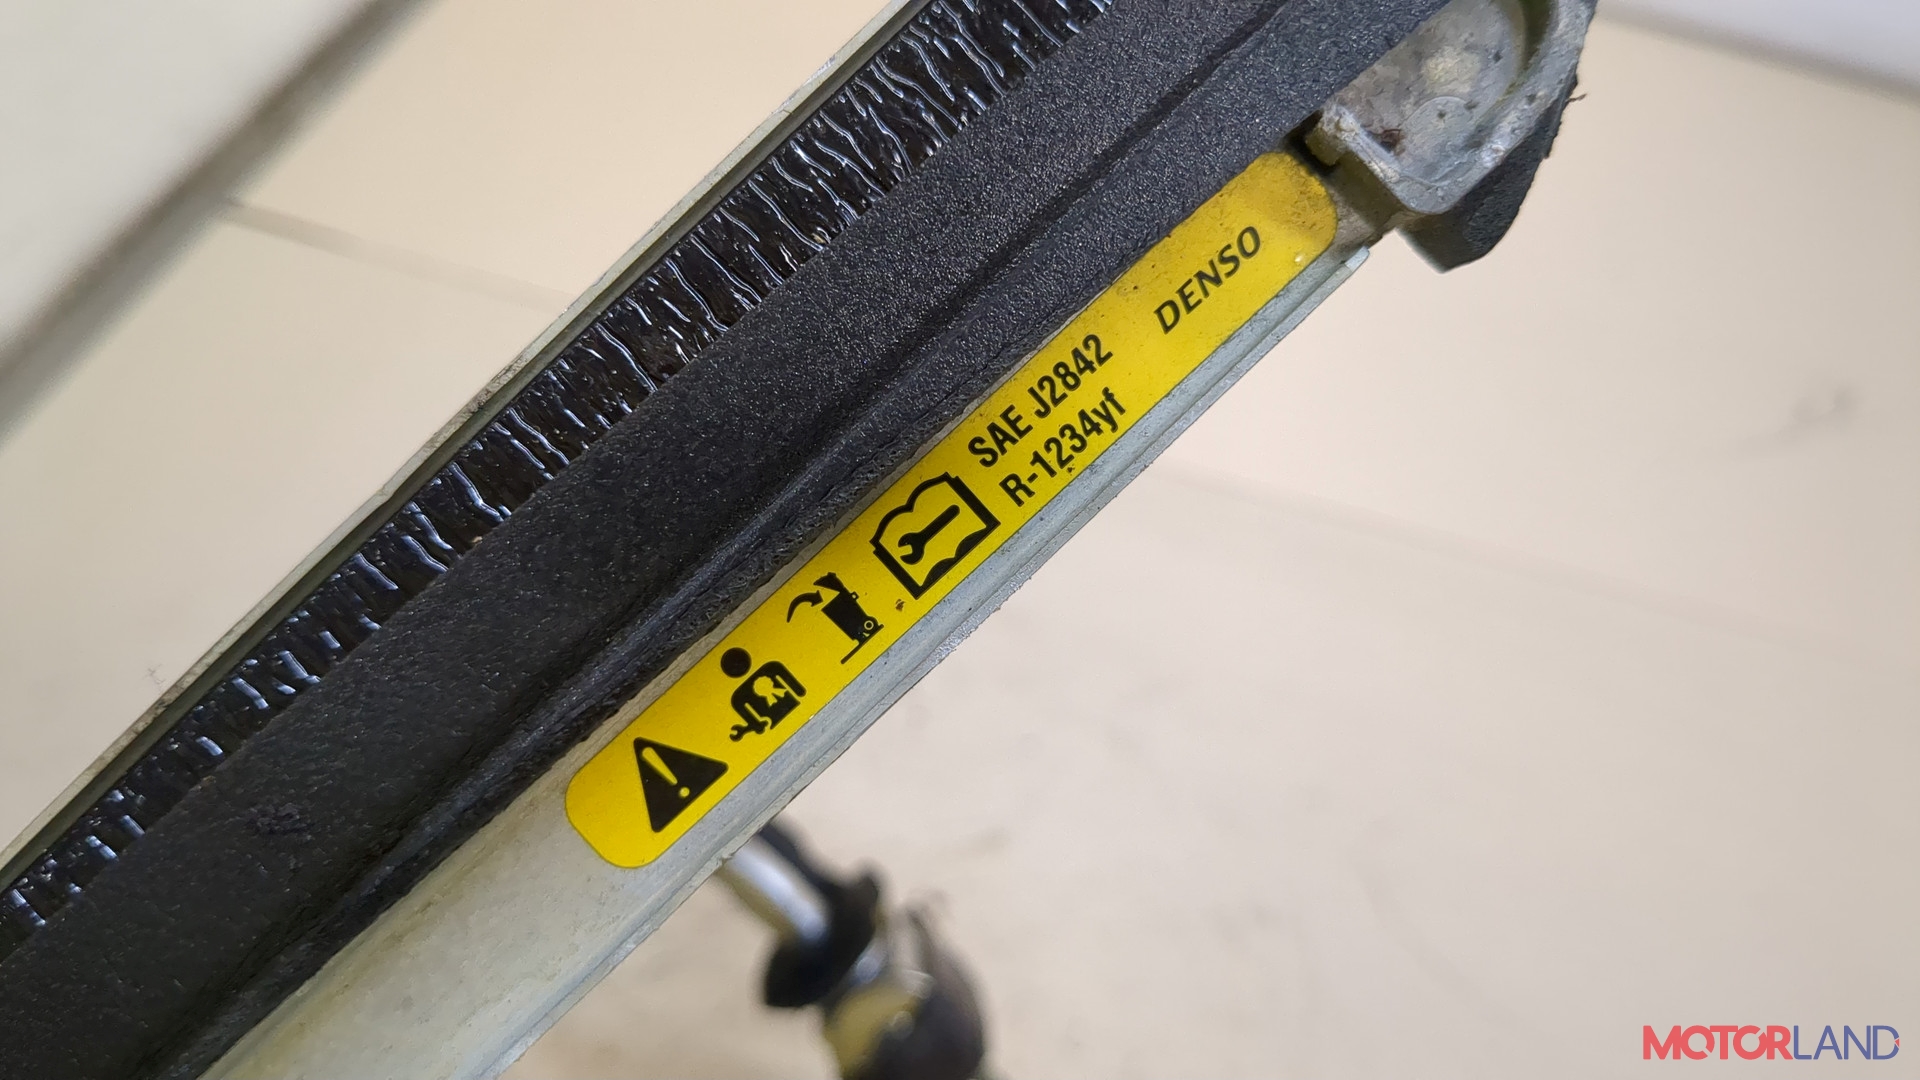 SAE J2842
R-1234yf
DENSO
MOTORLAND